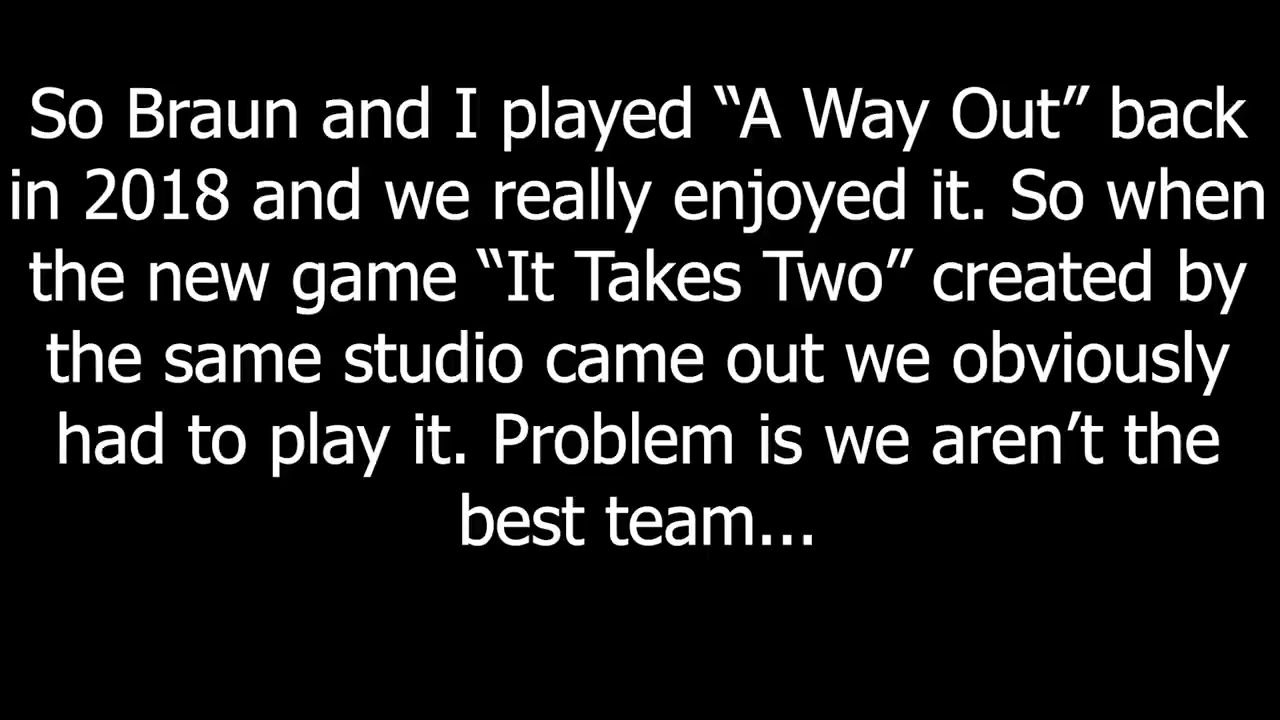 So Braun and I played “A Way Out” back
in 2018 and we really enjoyed it. So when
the new game “It Takes Two” created by
the same studio came out we obviously
had to play it. Problem is we aren’t the
best team...